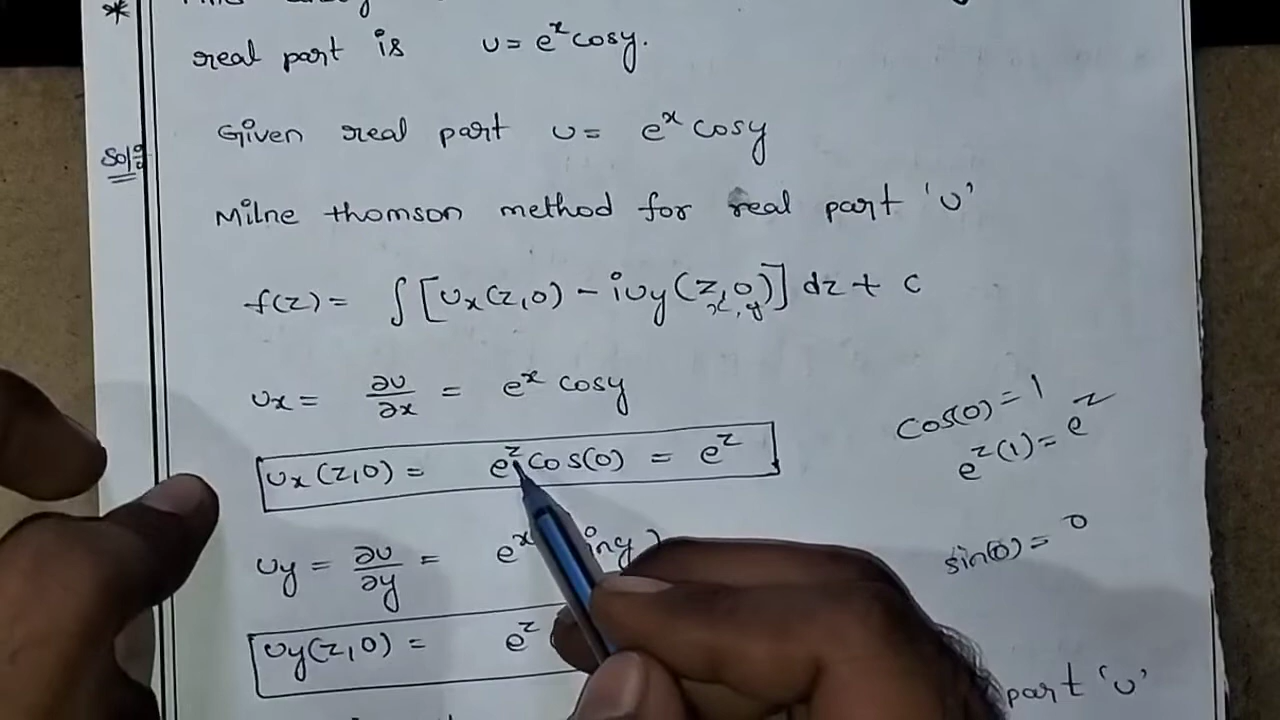 *
real part is u = e^x cosy.
Sol:
Given real part u = e^x cosy
Milne thomson method for real part 'u'
f(z) = ∫ [ux(z,0) - iuy(z,0)] dz + c
x, y
ux = ∂u/∂x = e^x cosy
cos(0) = 1
e^z(1) = e^z
ux(z,0) = e^z cos(0) = e^z
uy = ∂u/∂y = e^x
sin(0) = 0
uy(z,0) = e^z
part 'u'